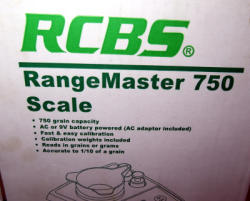 RCBS®
RangeMaster 750
Scale
• 750 grain capacity
• AC or 9V battery powered (AC adaptor included)
• Fast & easy calibration
• Calibration weights included
• Reads in grains or grams
• Accurate to 1/10 of a grain